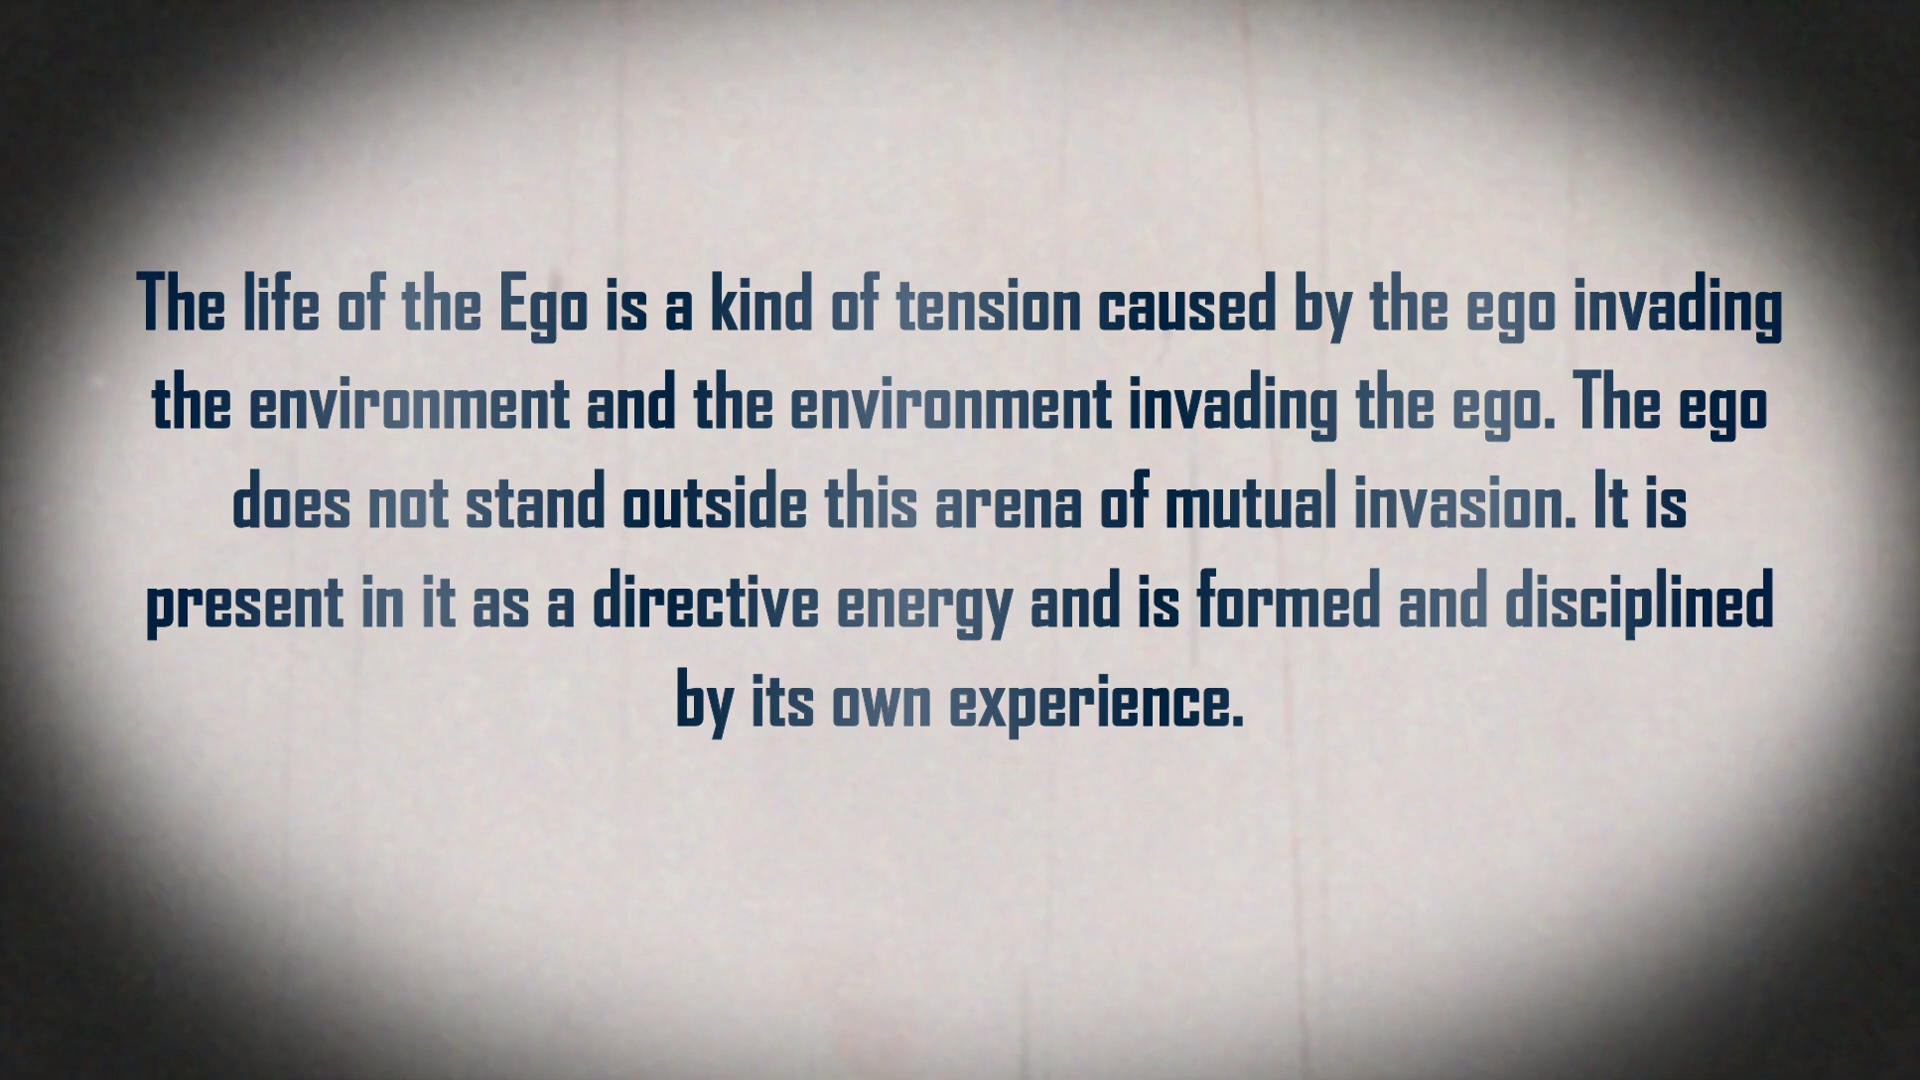 The life of the Ego is a kind of tension caused by the ego invading
the environment and the environment invading the ego. The ego
does not stand outside this arena of mutual invasion. It is
present in it as a directive energy and is formed and disciplined
by its own experience.